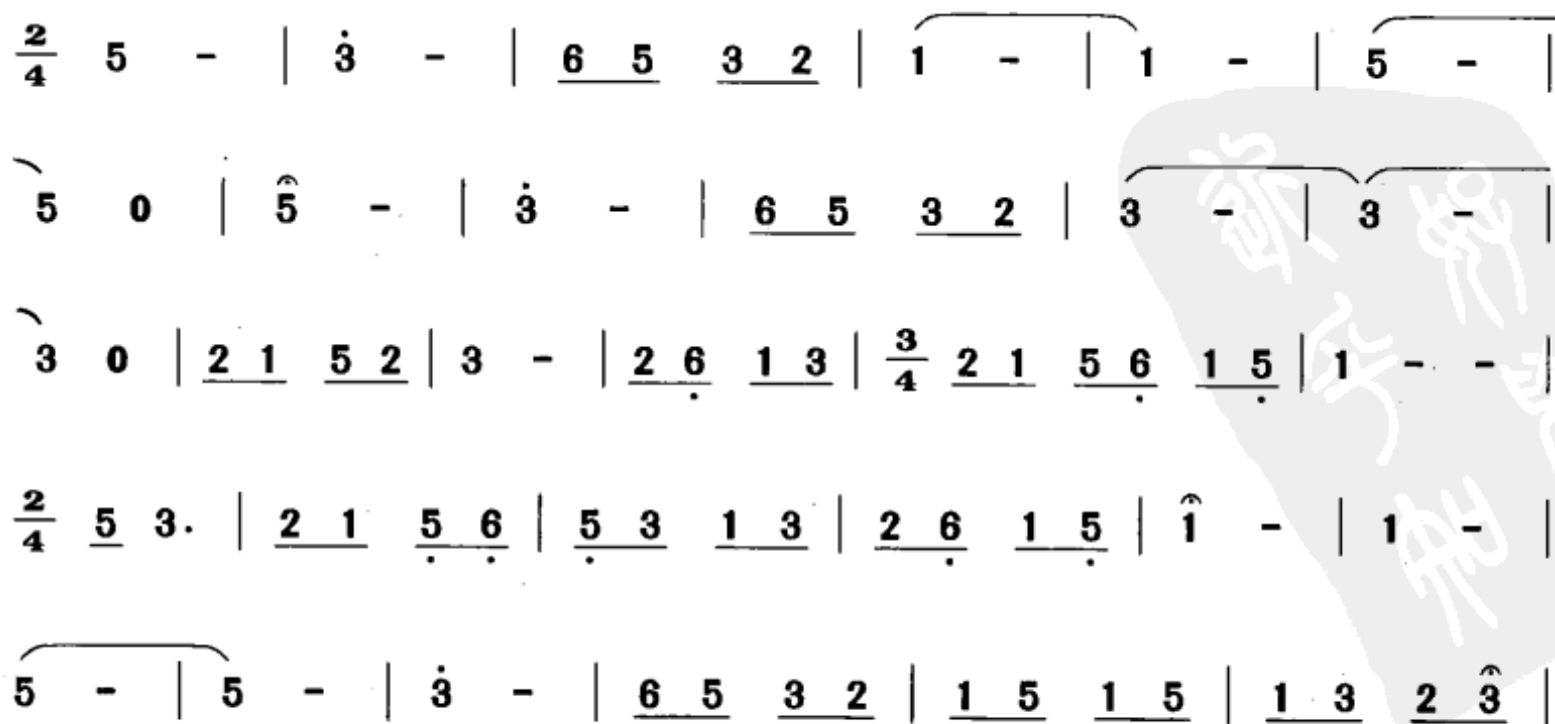 2/4 5 - | 3̇ - | 6 5 3 2 | 1 - | 1 - | 5 - |
5 0 | 5 - | 3̇ - | 6 5 3 2 | 3 - | 3 - |
3 0 | 2 1 5 2 | 3 - | 2 6̣ 1 3 | 3/4 2 1 5 6̣ 1 5̣ | 1 - - |
2/4 5 3. | 2 1 5̣ 6̣ | 5̣ 3 1 3 | 2 6̣ 1 5̣ | 1 - | 1 - |
5 - | 5 - | 3̇ - | 6 5 3 2 | 1 5 1 5 | 1 3 2 3 |